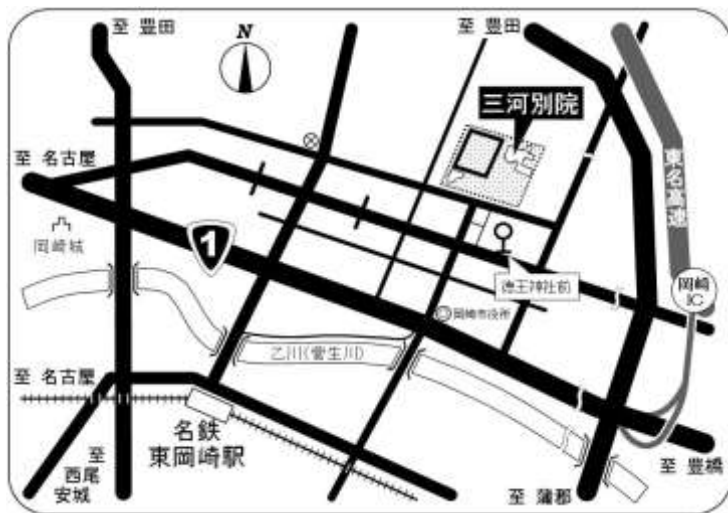 至 豊田
至 豊田
N
三河別院
至 名古屋
東名高速
岡崎城
1
徳王神社前
岡崎
IC
岡崎市役所
乙川(菅生川)
至 名古屋
名鉄
東岡崎駅
至
西尾
安城
至 豊橋
至 蒲郡